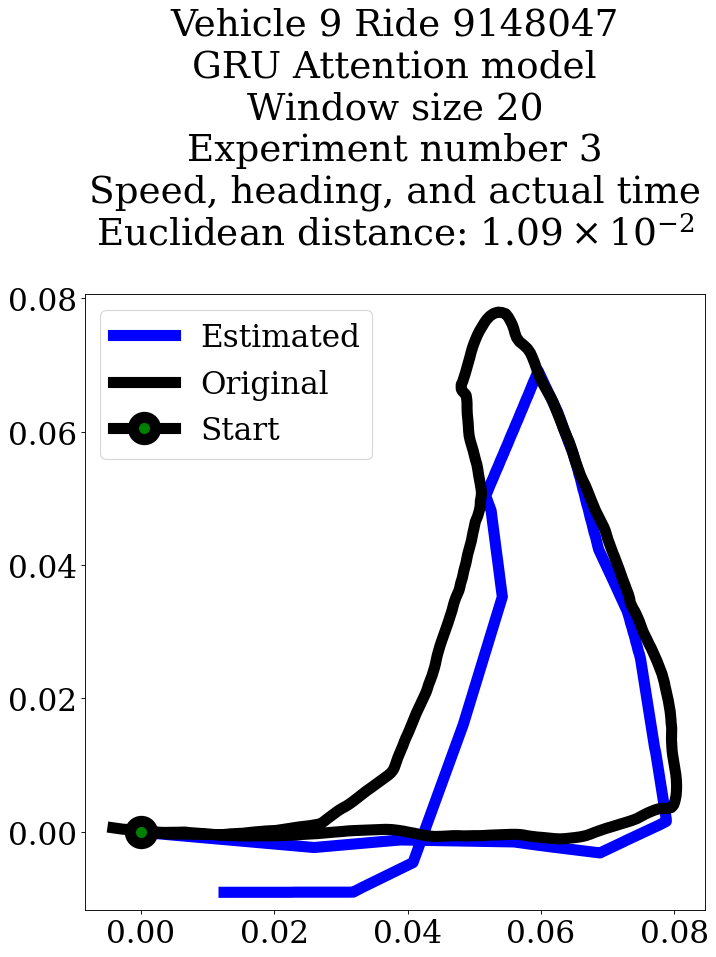 Vehicle 9 Ride 9148047
GRU Attention model
Window size 20
Experiment number 3
Speed, heading, and actual time
Euclidean distance: 1.09 × 10⁻²
0.08
Estimated
Original
Start
0.06
0.04
0.02
0.00
0.00 0.02 0.04 0.06 0.08